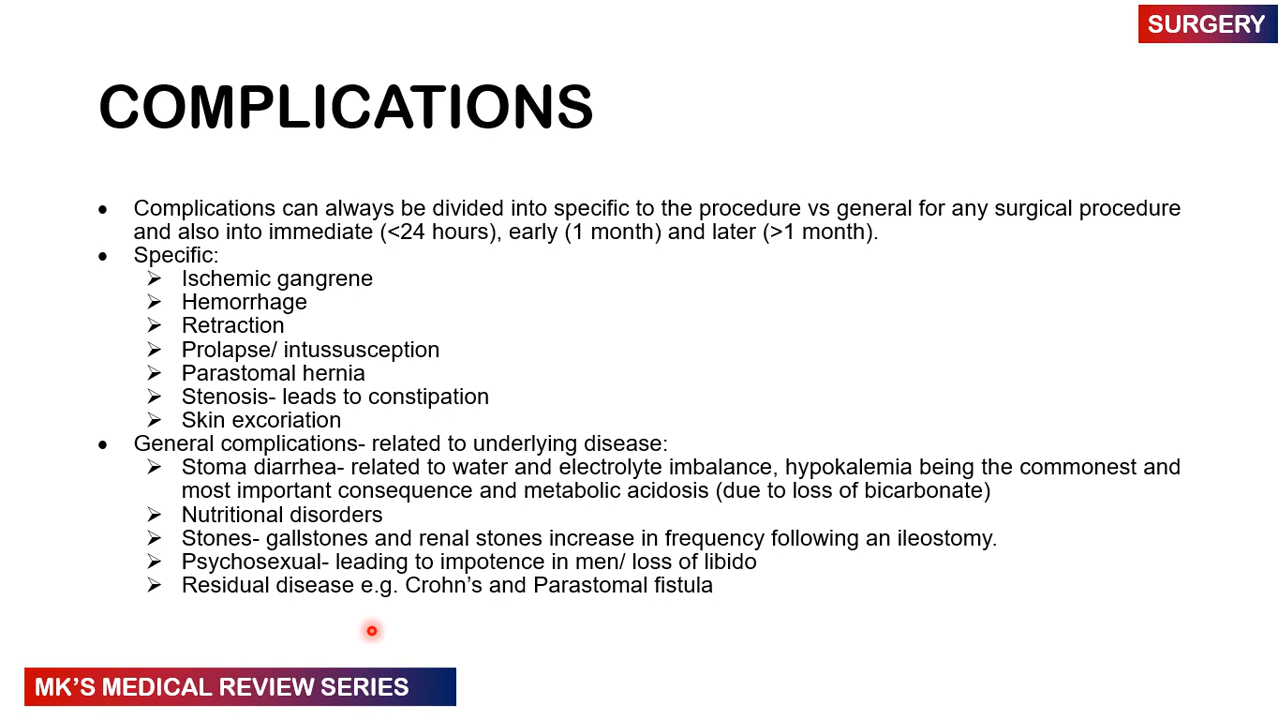 SURGERY
COMPLICATIONS
• Complications can always be divided into specific to the procedure vs general for any surgical procedure
and also into immediate (<24 hours), early (1 month) and later (>1 month).
• Specific:
➢ Ischemic gangrene
➢ Hemorrhage
➢ Retraction
➢ Prolapse/ intussusception
➢ Parastomal hernia
➢ Stenosis- leads to constipation
➢ Skin excoriation
• General complications- related to underlying disease:
➢ Stoma diarrhea- related to water and electrolyte imbalance, hypokalemia being the commonest and
most important consequence and metabolic acidosis (due to loss of bicarbonate)
➢ Nutritional disorders
➢ Stones- gallstones and renal stones increase in frequency following an ileostomy.
➢ Psychosexual- leading to impotence in men/ loss of libido
➢ Residual disease e.g. Crohn's and Parastomal fistula
MK'S MEDICAL REVIEW SERIES